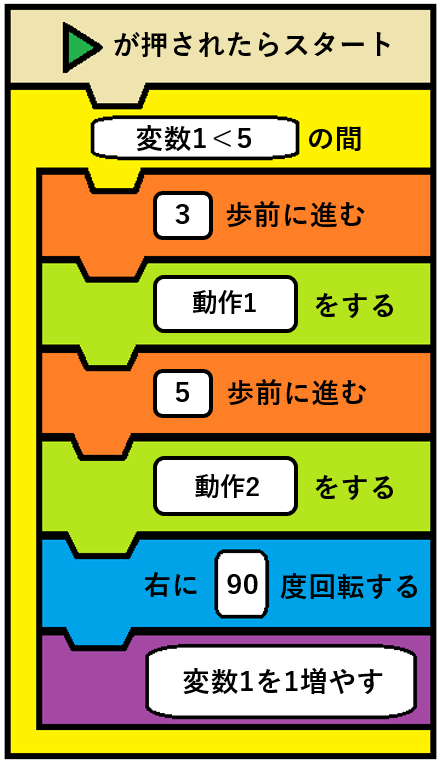 が押されたらスタート
変数1<5 の間
3 歩前に進む
動作1 をする
5 歩前に進む
動作2 をする
右に 90 度回転する
変数1を1増やす